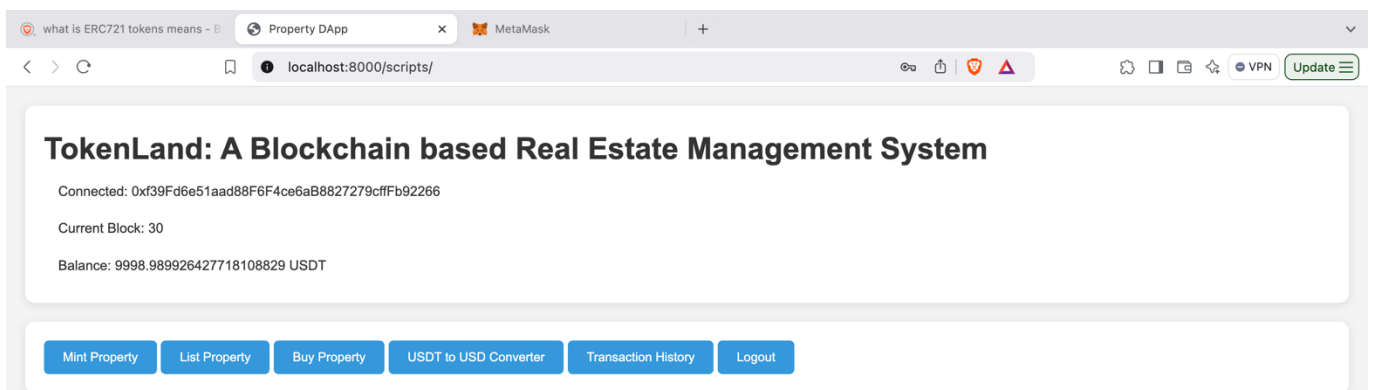 what is ERC721 tokens means - B
Property DApp
MetaMask
localhost:8000/scripts/
VPN
Update
TokenLand: A Blockchain based Real Estate Management System
Connected: 0xf39Fd6e51aad88F6F4ce6aB8827279cffFb92266
Current Block: 30
Balance: 9998.989926427718108829 USDT
Mint Property
List Property
Buy Property
USDT to USD Converter
Transaction History
Logout